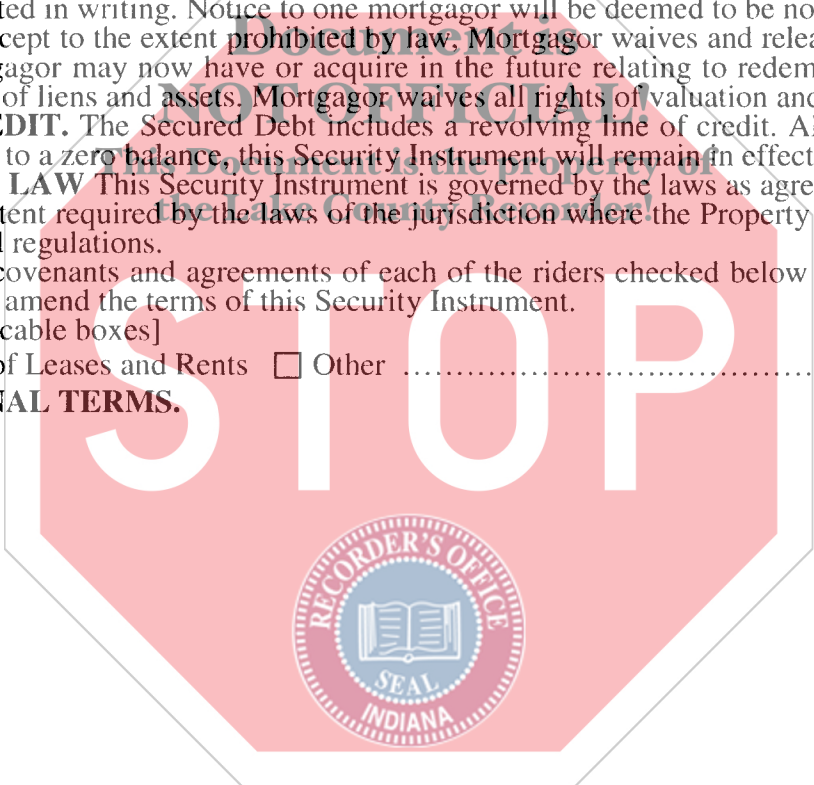 ted in writing. Notice to one mortgagor will be deemed to be no
Document is
cept to the extent prohibited by law, Mortgagor waives and relea
gagor may now have or acquire in the future relating to redem
of liens and assets. Mortgagor waives all rights of valuation and
NOT OFFICIAL!
EDIT. The Secured Debt includes a revolving line of credit. Al
to a zero balance, this Security Instrument will remain in effect
This Document is the property of
LAW This Security Instrument is governed by the laws as agre
tent required by the laws of the jurisdiction where the Property
the Lake County Recorder!
l regulations.
covenants and agreements of each of the riders checked below
amend the terms of this Security Instrument.
cable boxes]
of Leases and Rents ☐ Other ........................................
NAL TERMS.
STOP
RECORDER'S OFFICE
SEAL
INDIANA